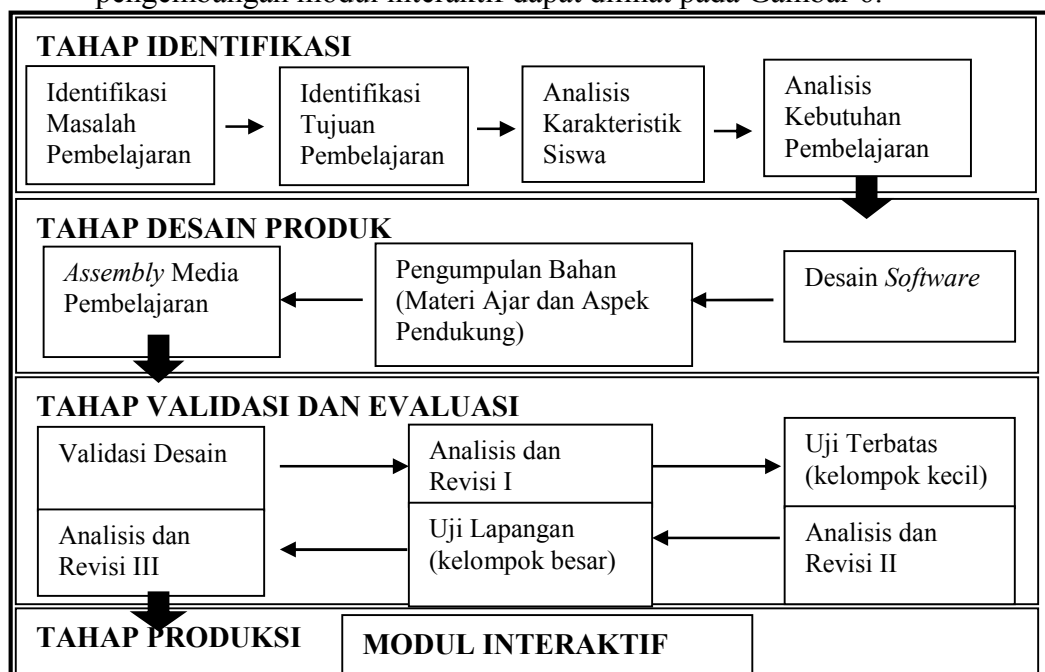 pengembangan modul interaktif dapat dilihat pada Gambar 6.
TAHAP IDENTIFIKASI
Identifikasi
Masalah
Pembelajaran
Identifikasi
Tujuan
Pembelajaran
Analisis
Karakteristik
Siswa
Analisis
Kebutuhan
Pembelajaran
TAHAP DESAIN PRODUK
Assembly Media
Pembelajaran
Pengumpulan Bahan
(Materi Ajar dan Aspek
Pendukung)
Desain Software
TAHAP VALIDASI DAN EVALUASI
Validasi Desain
Analisis dan
Revisi I
Uji Terbatas
(kelompok kecil)
Analisis dan
Revisi III
Uji Lapangan
(kelompok besar)
Analisis dan
Revisi II
TAHAP PRODUKSI
MODUL INTERAKTIF